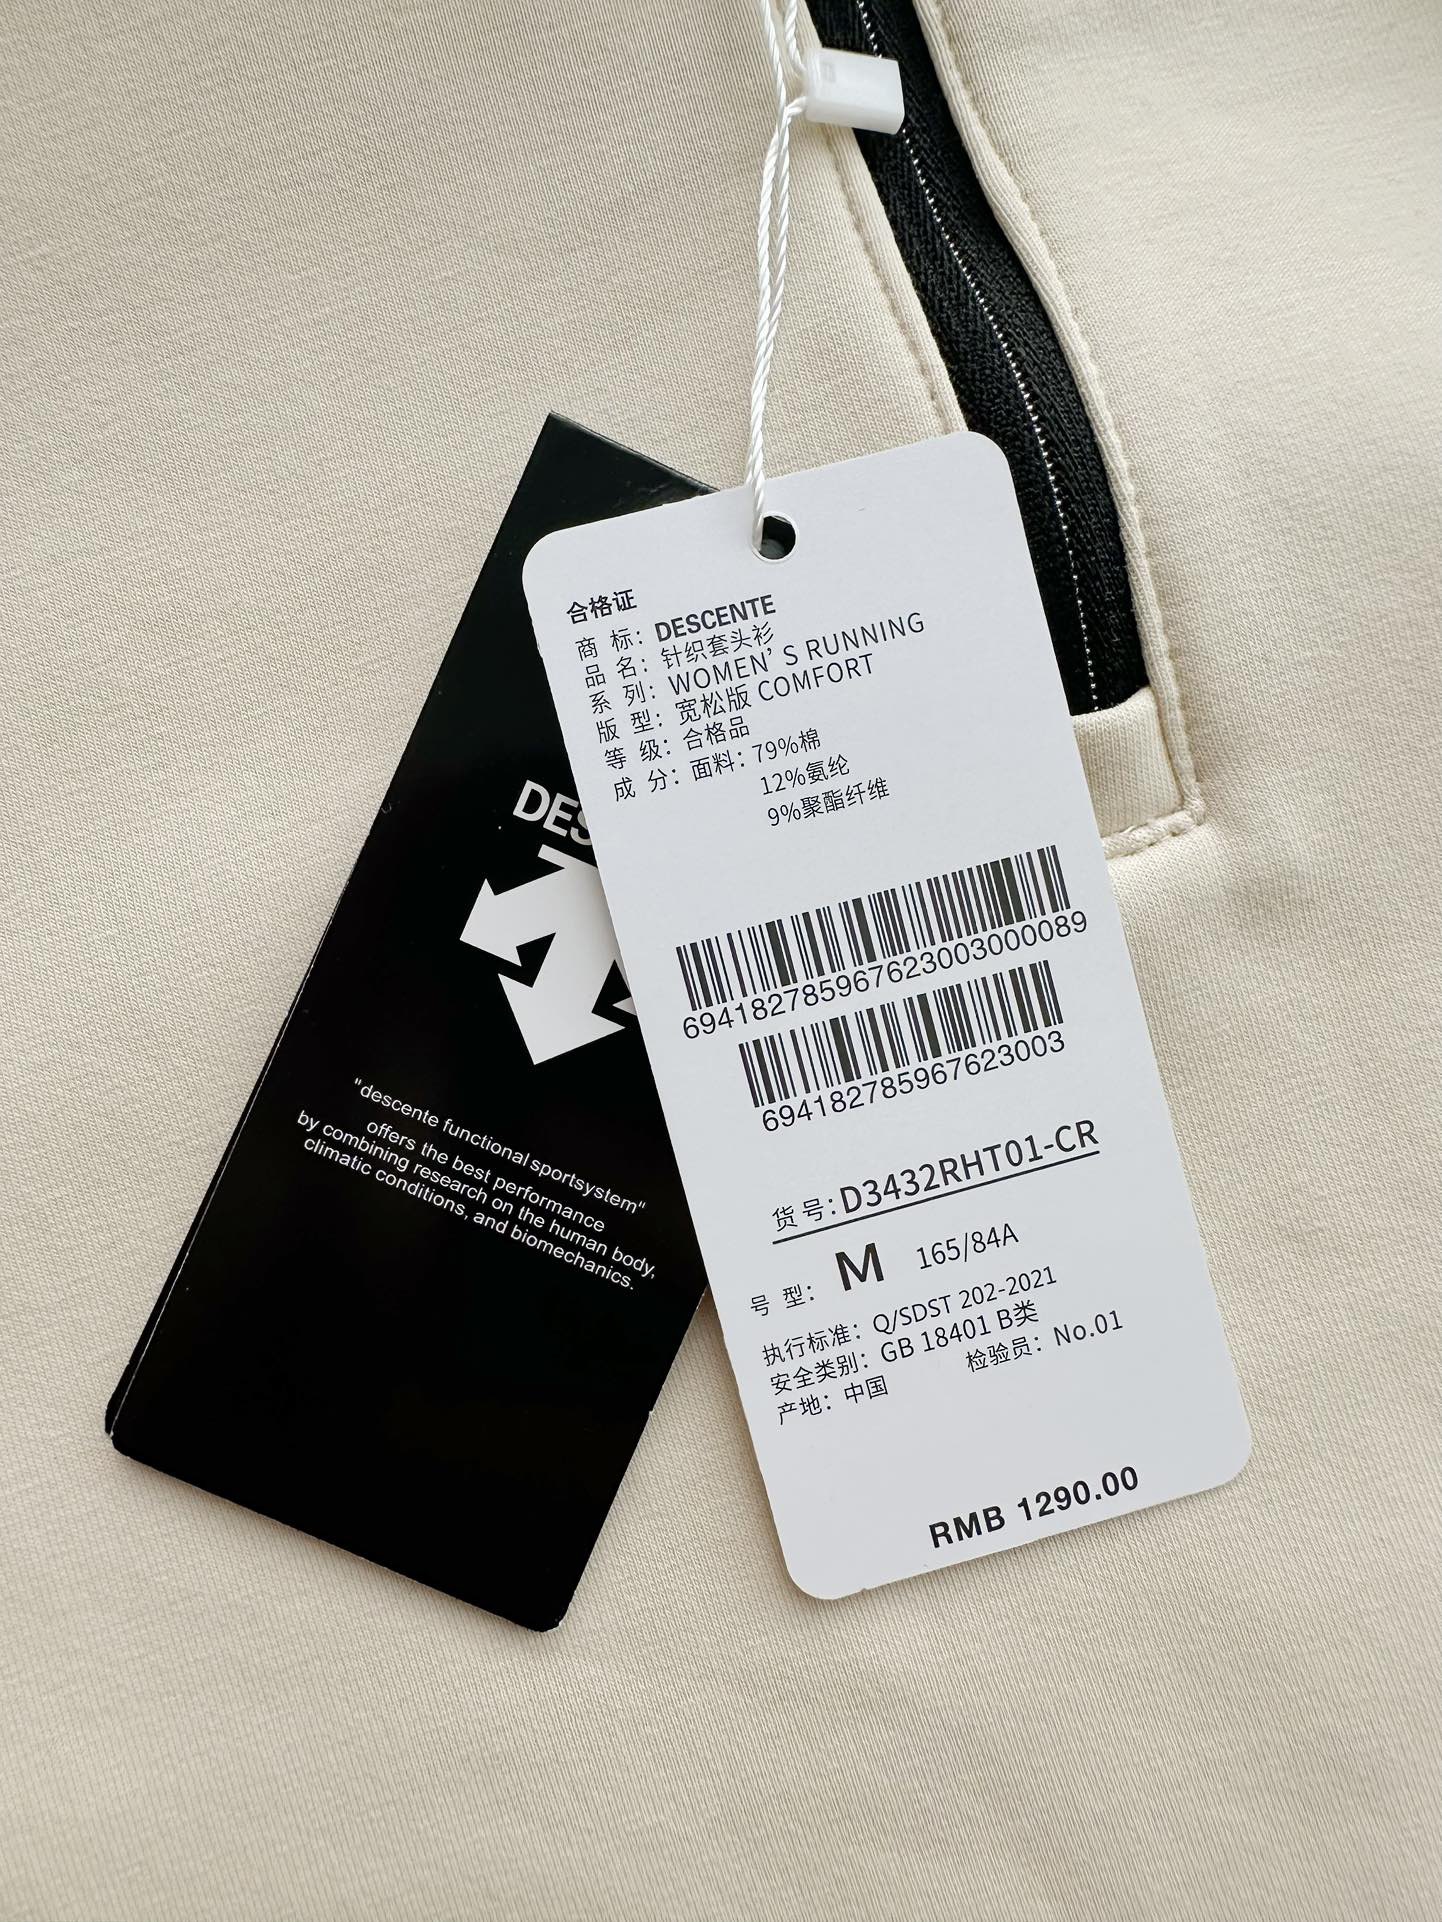 合格证
商 标：DESCENTE
品 名：针织套头衫
系 列：WOMEN'S RUNNING
版 型：宽松版 COMFORT
等 级：合格品
成 分：面料：79%棉
12%氨纶
9%聚酯纤维
694182785967623003000089
694182785967623003
货号：D3432RHT01-CR
号 型：M 165/84A
执行标准：Q/SDST 202-2021
安全类别：GB 18401 B类
产地：中国 检验员：No.01
RMB 1290.00
DES
"descente functional sportsystem"
offers the best performance
by combining research on the human body,
climatic conditions, and biomechanics.